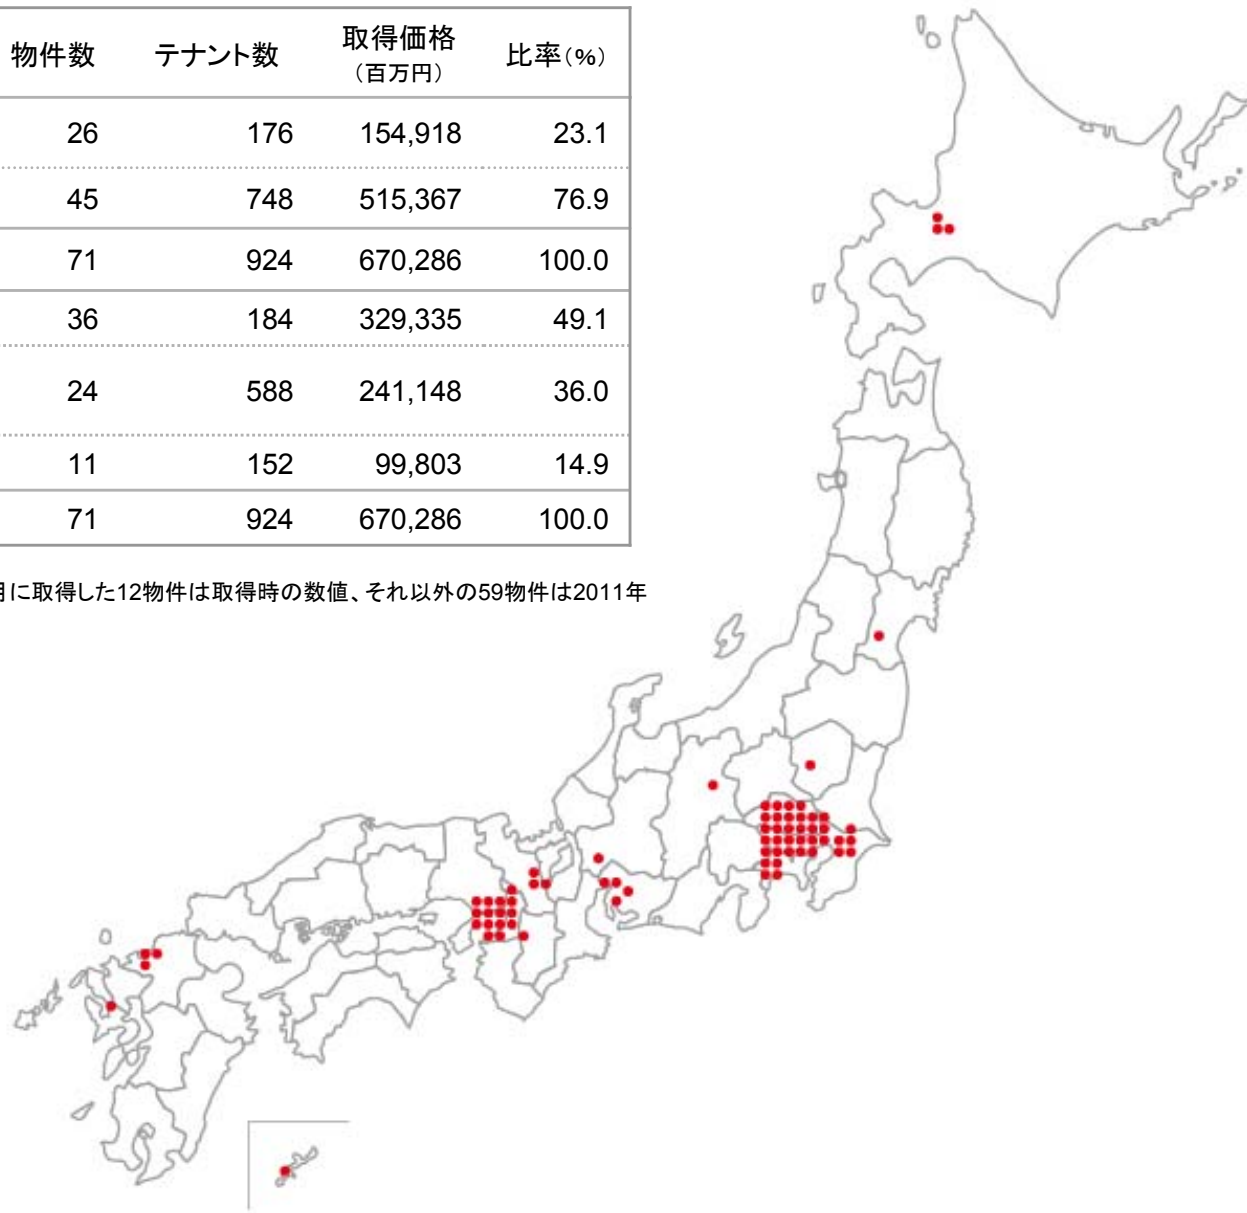 物件数 テナント数 取得価格 (百万円) 比率(%)
26 176 154,918 23.1
45 748 515,367 76.9
71 924 670,286 100.0
36 184 329,335 49.1
24 588 241,148 36.0
11 152 99,803 14.9
71 924 670,286 100.0
月に取得した12物件は取得時の数値、それ以外の59物件は2011年